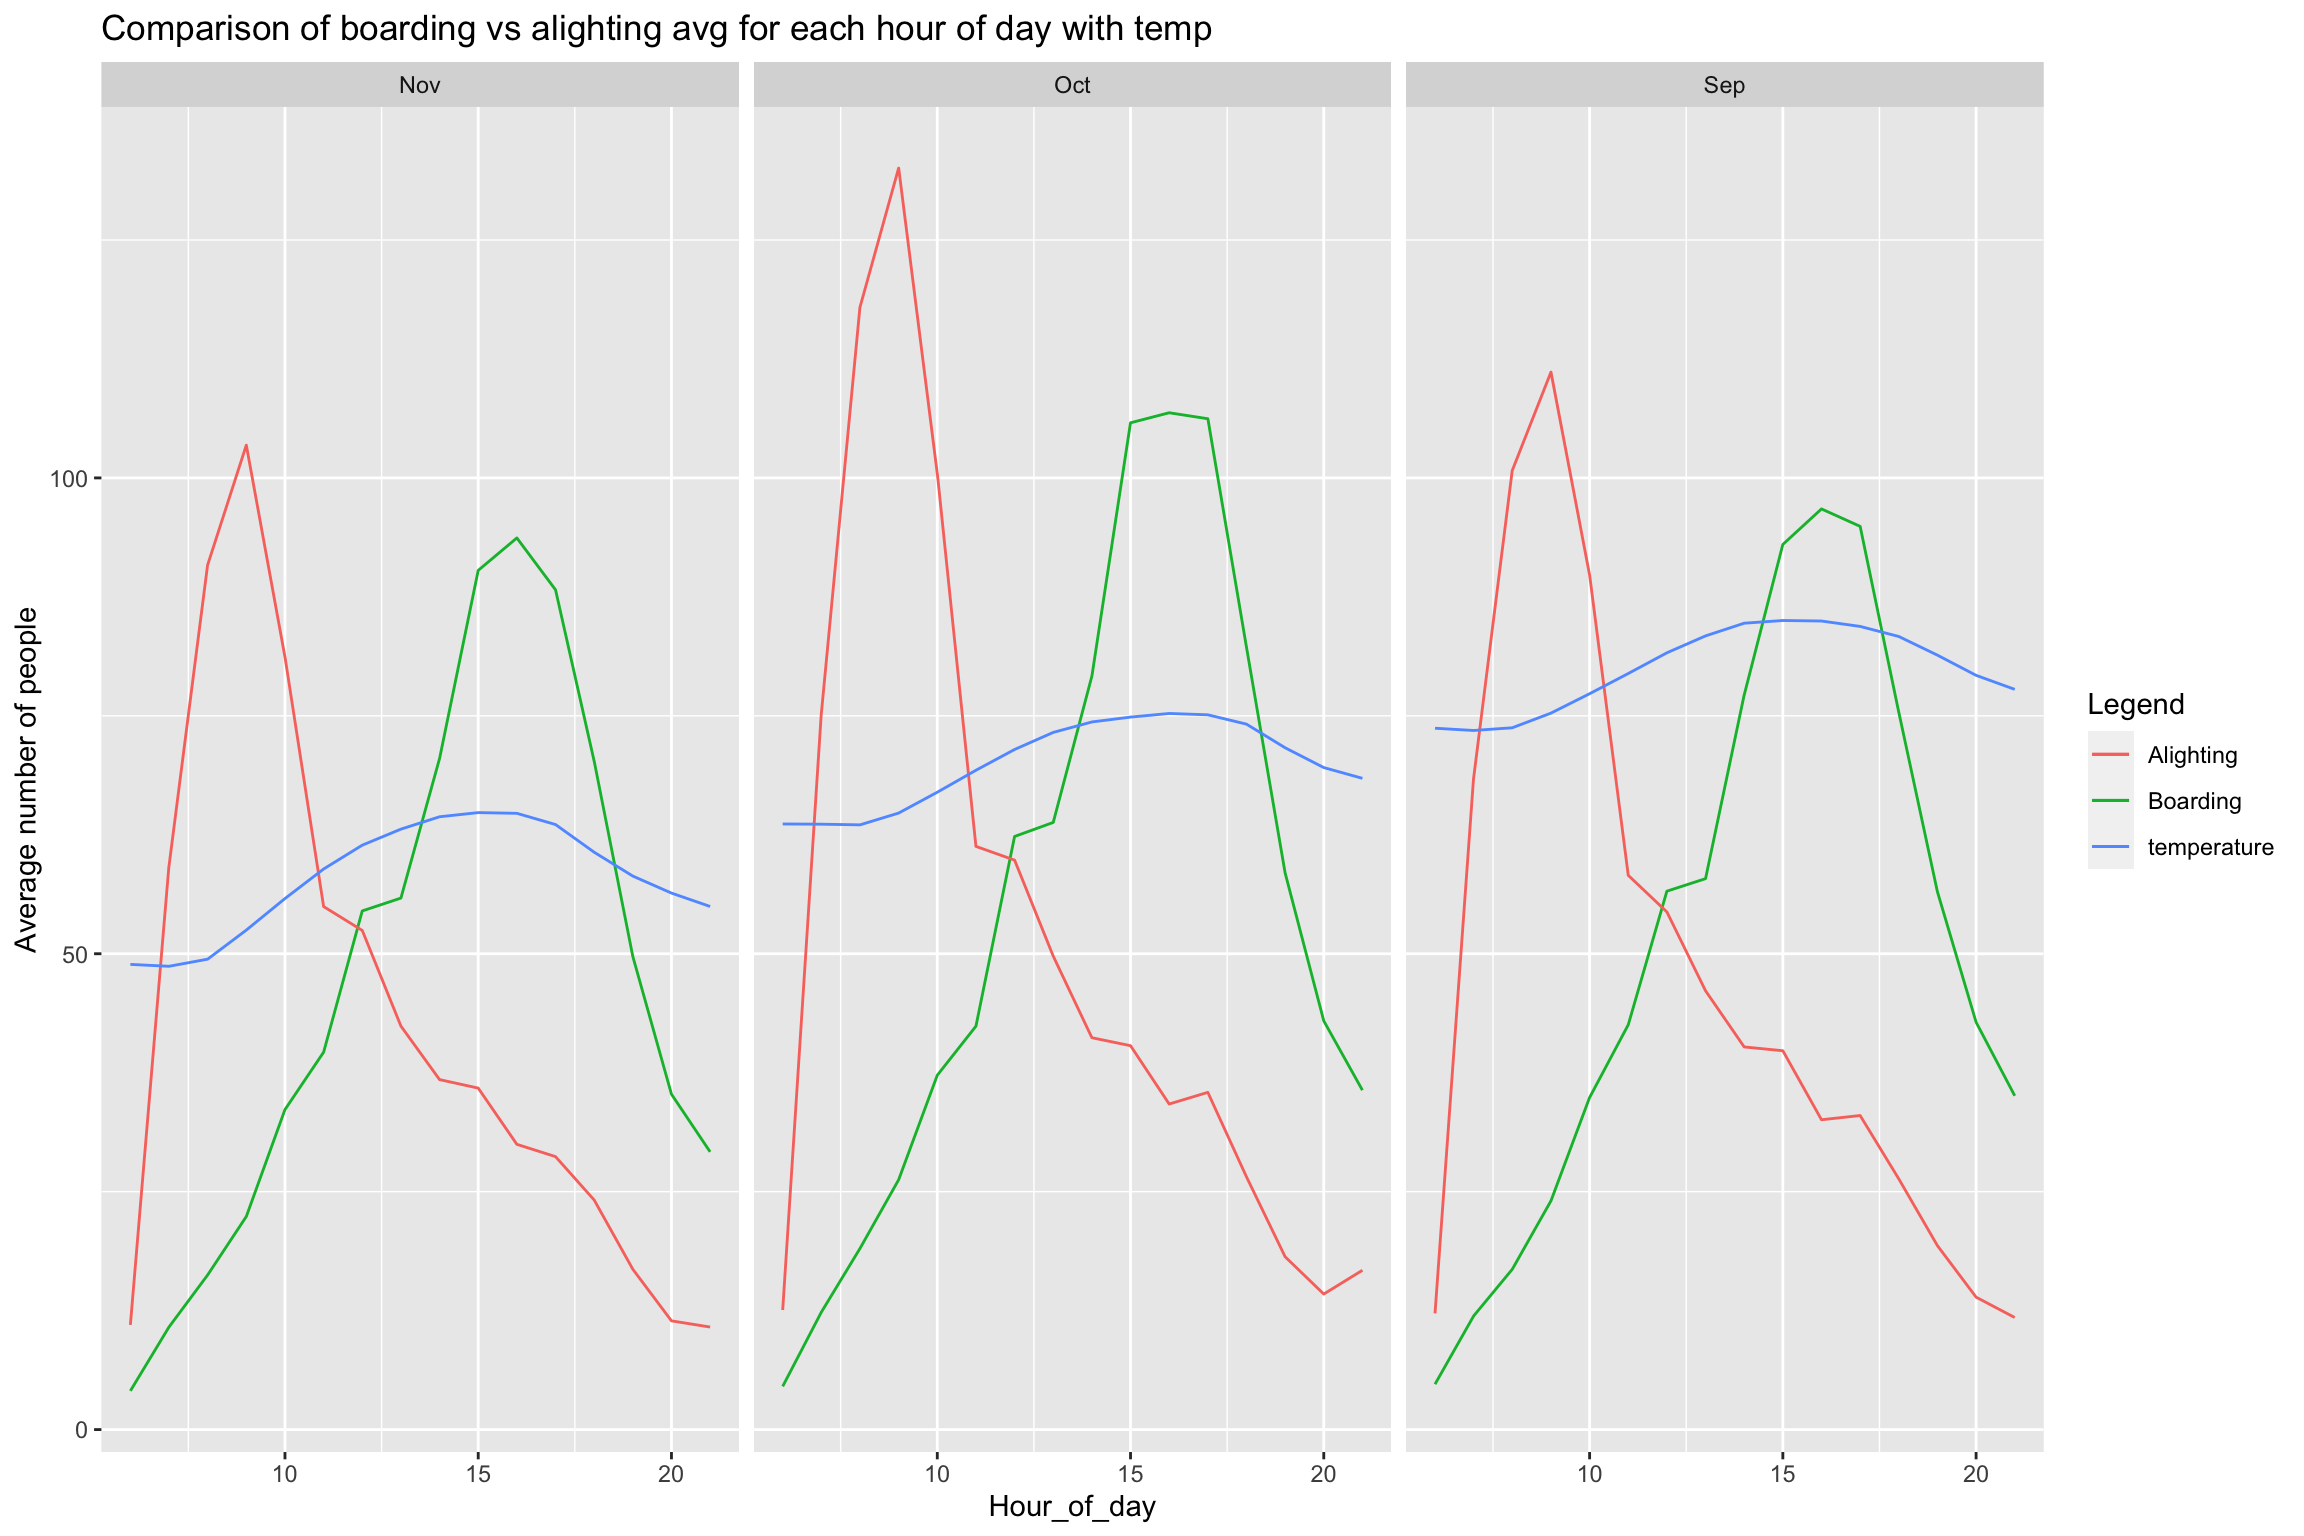 Comparison of boarding vs alighting avg for each hour of day with temp
Nov
Oct
Sep
Average number of people
100
50
0
10
15
20
10
15
20
10
15
20
Hour_of_day
Legend
Alighting
Boarding
temperature